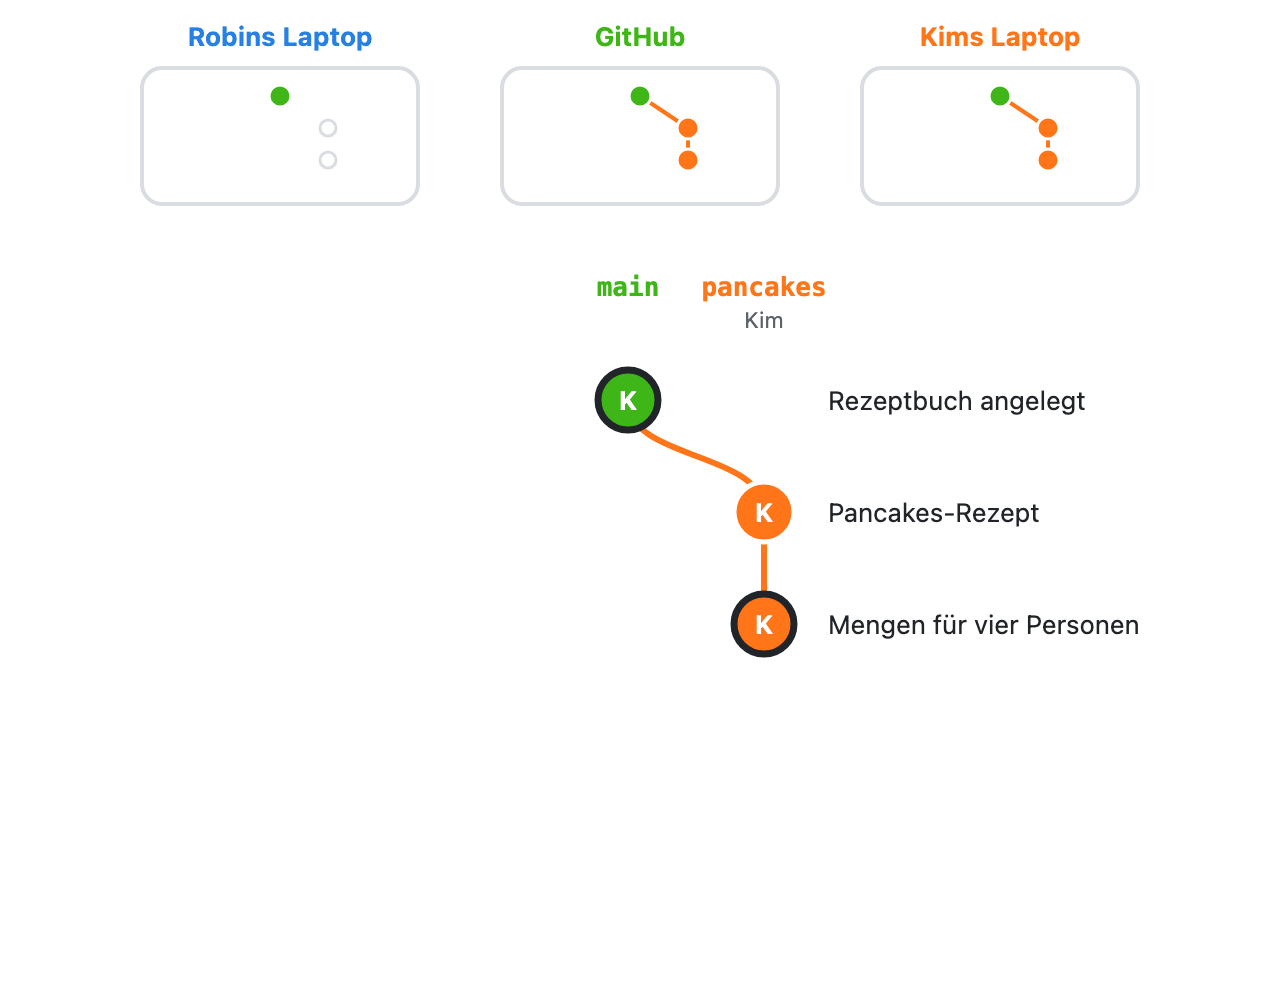 Robins Laptop
GitHub
Kims Laptop
main
pancakes
Kim
K
Rezeptbuch angelegt
K
Pancakes-Rezept
K
Mengen für vier Personen